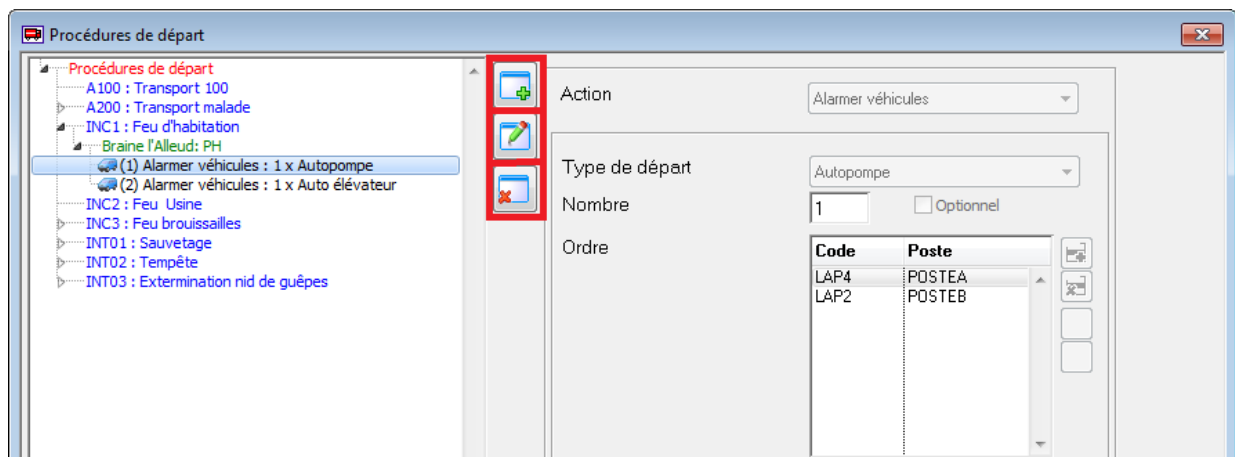 Procédures de départ
Procédures de départ
A100 : Transport 100
A200 : Transport malade
INC1 : Feu d'habitation
Braine l'Alleud: PH
(1) Alarmer véhicules : 1 x Autopompe
(2) Alarmer véhicules : 1 x Auto élévateur
INC2 : Feu  Usine
INC3 : Feu brouissailles
INT01 : Sauvetage
INT02 : Tempête
INT03 : Extermination nid de guêpes
Action Alarmer véhicules
Type de départ Autopompe
Nombre 1 Optionnel
Ordre Code Poste
LAP4 POSTEA
LAP2 POSTEB